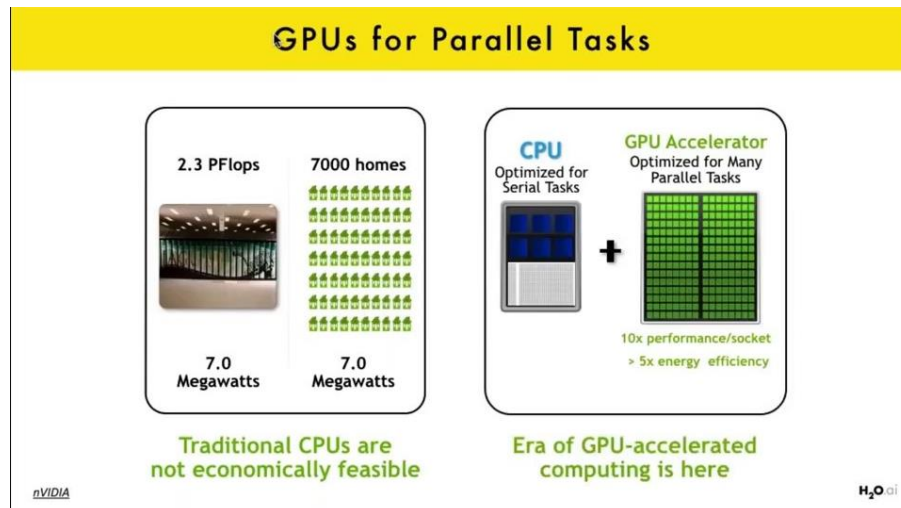 GPUs for Parallel Tasks
2.3 PFlops
7000 homes
7.0
Megawatts
7.0
Megawatts
Traditional CPUs are
not economically feasible
CPU
Optimized for
Serial Tasks
+
GPU Accelerator
Optimized for Many
Parallel Tasks
10x performance/socket
> 5x energy efficiency
Era of GPU-accelerated
computing is here
nVIDIA
H₂O.ai